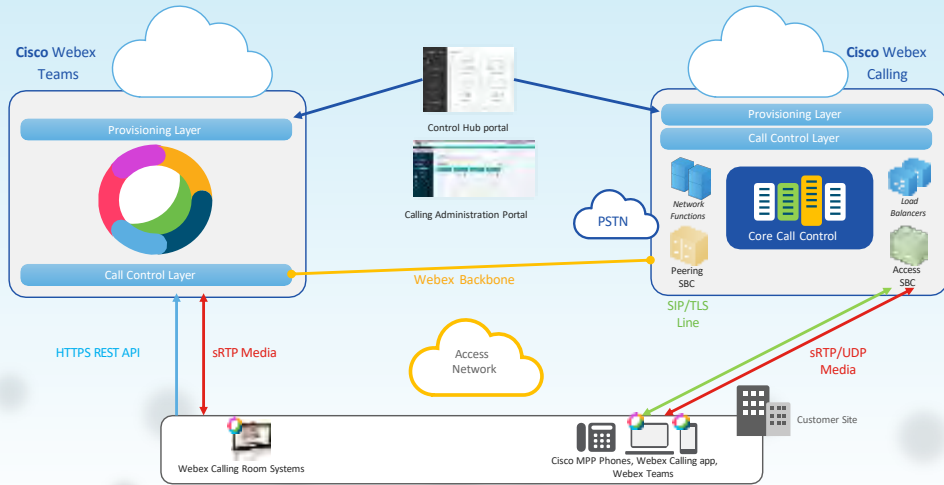 Cisco Webex
Teams
Cisco Webex
Calling
Control Hub portal
Calling Administration Portal
Provisioning Layer
Call Control Layer
Provisioning Layer
Call Control Layer
Network
Functions
Load
Balancers
Core Call Control
Peering
SBC
Access
SBC
PSTN
Webex Backbone
SIP/TLS
Line
HTTPS REST API
sRTP Media
Access
Network
sRTP/UDP
Media
Customer Site
Webex Calling Room Systems
Cisco MPP Phones, Webex Calling app,
Webex Teams